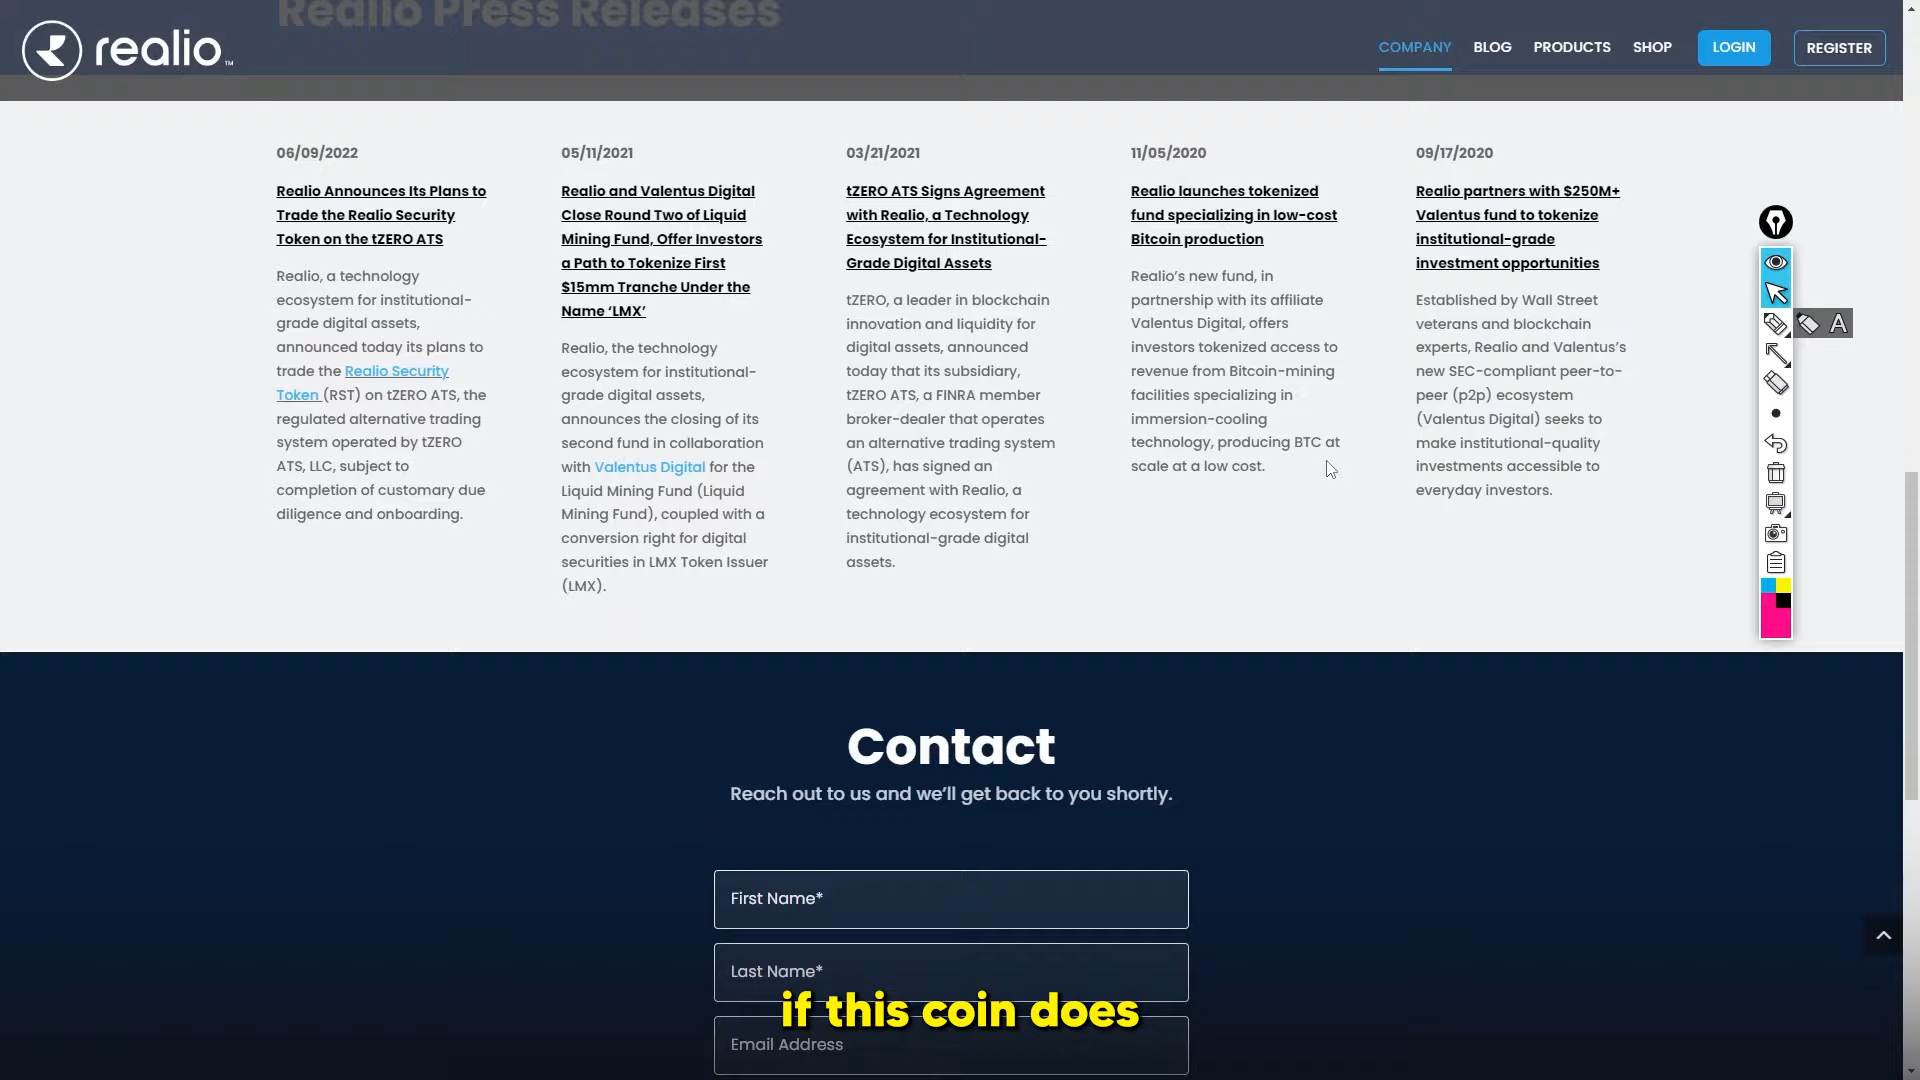 Realio Press Releases
realio™
COMPANY
BLOG
PRODUCTS
SHOP
LOGIN
REGISTER
06/09/2022
Realio Announces Its Plans to
Trade the Realio Security
Token on the tZERO ATS
Realio, a technology
ecosystem for institutional-
grade digital assets,
announced today its plans to
trade the Realio Security
Token (RST) on tZERO ATS, the
regulated alternative trading
system operated by tZERO
ATS, LLC, subject to
completion of customary due
diligence and onboarding.
05/11/2021
Realio and Valentus Digital
Close Round Two of Liquid
Mining Fund, Offer Investors
a Path to Tokenize First
$15mm Tranche Under the
Name ‘LMX’
Realio, the technology
ecosystem for institutional-
grade digital assets,
announces the closing of its
second fund in collaboration
with Valentus Digital for the
Liquid Mining Fund (Liquid
Mining Fund), coupled with a
conversion right for digital
securities in LMX Token Issuer
(LMX).
03/21/2021
tZERO ATS Signs Agreement
with Realio, a Technology
Ecosystem for Institutional-
Grade Digital Assets
tZERO, a leader in blockchain
innovation and liquidity for
digital assets, announced
today that its subsidiary,
tZERO ATS, a FINRA member
broker-dealer that operates
an alternative trading system
(ATS), has signed an
agreement with Realio, a
technology ecosystem for
institutional-grade digital
assets.
11/05/2020
Realio launches tokenized
fund specializing in low-cost
Bitcoin production
Realio’s new fund, in
partnership with its affiliate
Valentus Digital, offers
investors tokenized access to
revenue from Bitcoin-mining
facilities specializing in
immersion-cooling
technology, producing BTC at
scale at a low cost.
09/17/2020
Realio partners with $250M+
Valentus fund to tokenize
institutional-grade
investment opportunities
Established by Wall Street
veterans and blockchain
experts, Realio and Valentus’s
new SEC-compliant peer-to-
peer (p2p) ecosystem
(Valentus Digital) seeks to
make institutional-quality
investments accessible to
everyday investors.
A
Contact
Reach out to us and we’ll get back to you shortly.
First Name*
Last Name*
if this coin does
Email Address